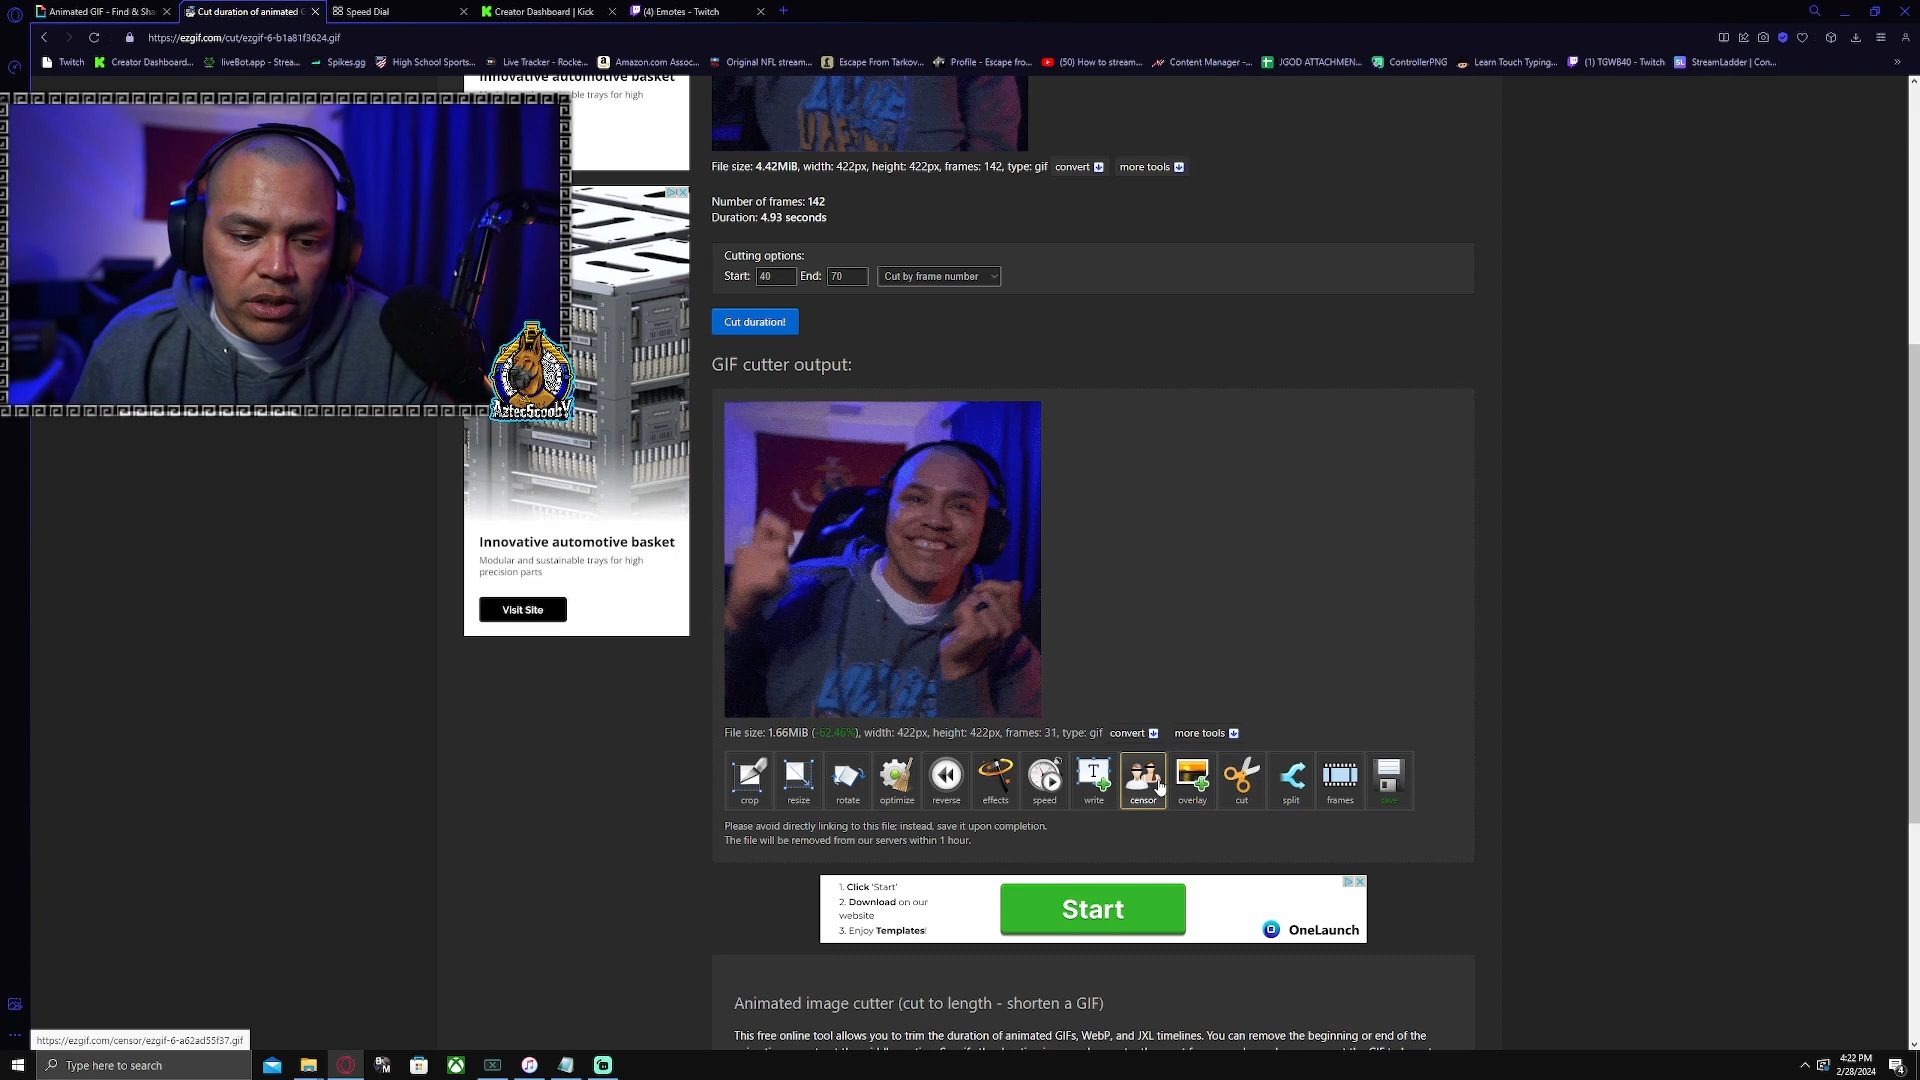 Animated GIF - Find & Sha
Cut duration of animated G
Speed Dial
Creator Dashboard | Kick
(4) Emotes - Twitch
https://ezgif.com/cut/ezgif-6-b1a81f3624.gif
Twitch
Creator Dashboard...
liveBot.app - Strea...
Spikes.gg
High School Sports...
Live Tracker - Rocke...
Amazon.com Assoc...
Original NFL stream...
Escape From Tarkov...
Profile - Escape fro...
(50) How to stream...
Content Manager -...
JGOD ATTACHMEN...
ControllerPNG
Learn Touch Typing...
(1) TGWB40 - Twitch
StreamLadder | Con...
Innovative automotive basket
trays for high
File size: 4.42MiB, width: 422px, height: 422px, frames: 142, type: gif
convert
more tools
Number of frames: 142
Duration: 4.93 seconds
Cutting options:
Start: 40 End: 70 Cut by frame number
Cut duration!
GIF cutter output:
AztecScooby
Innovative automotive basket
Modular and sustainable trays for high
precision parts
Visit Site
File size: 1.66MiB (-62.46%), width: 422px, height: 422px, frames: 31, type: gif
convert
more tools
crop
resize
rotate
optimize
reverse
effects
speed
T
write
censor
overlay
cut
split
frames
save
Please avoid directly linking to this file: instead, save it upon completion.
The file will be removed from our servers within 1 hour.
1. Click 'Start'
2. Download on our
website
3. Enjoy Templates!
Start
OneLaunch
Animated image cutter (cut to length - shorten a GIF)
This free online tool allows you to trim the duration of animated GIFs, WebP, and JXL timelines. You can remove the beginning or end of the
https://ezgif.com/censor/ezgif-6-a62ad55f37.gif
Type here to search
4:22 PM
2/28/2024
4